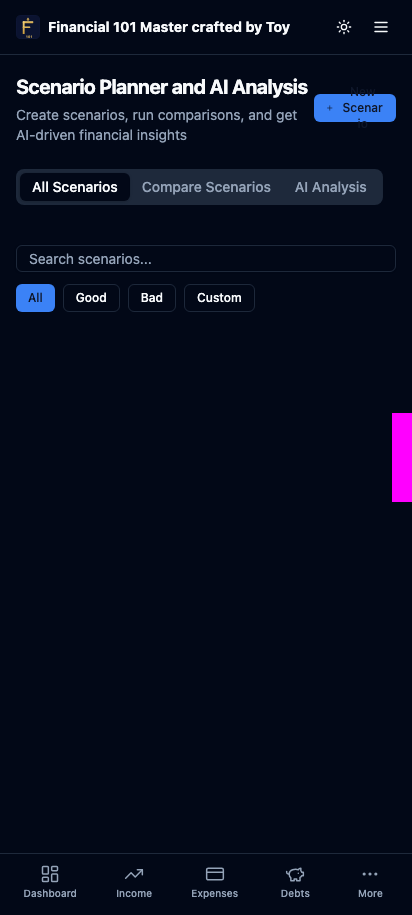 Financial 101 Master crafted by Toy
Scenario Planner and AI Analysis
Create scenarios, run comparisons, and get
AI-driven financial insights
+ New
Scenar
io
All Scenarios
Compare Scenarios
AI Analysis
Search scenarios...
All
Good
Bad
Custom
Dashboard
Income
Expenses
Debts
More